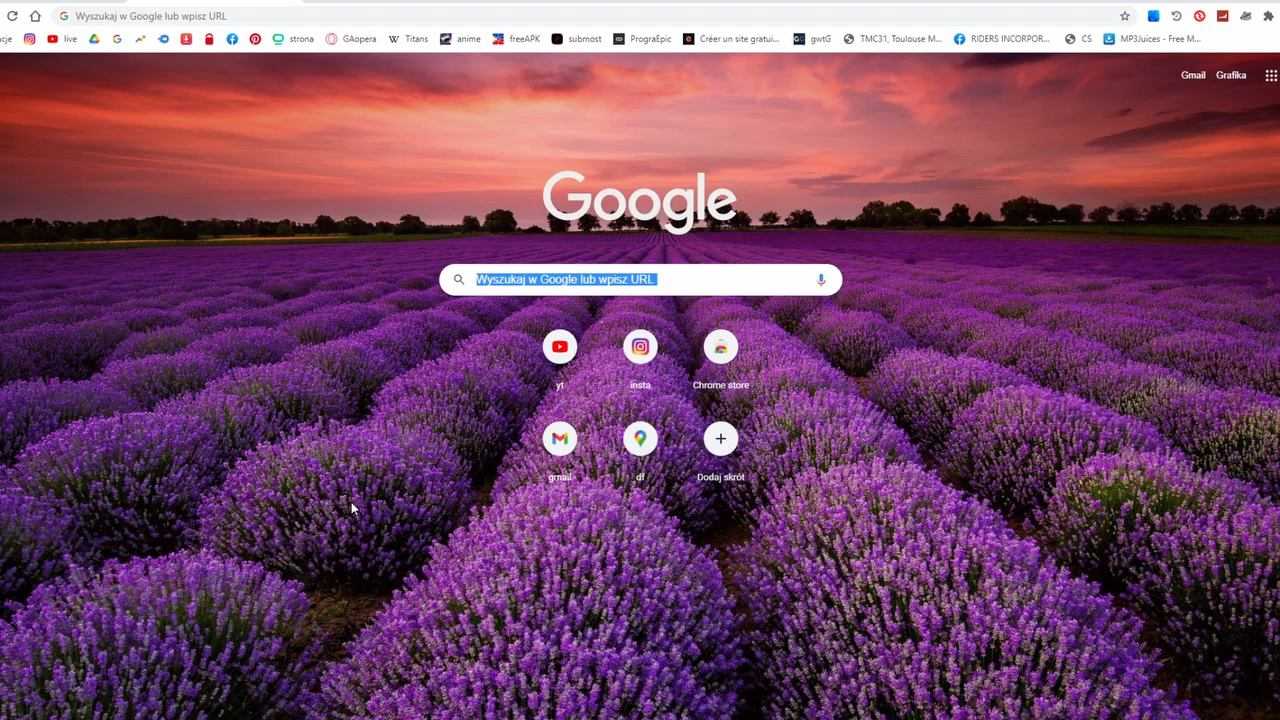 Wyszukaj w Google lub wpisz URL
cje live strona GAopera Titans anime freeAPK submost PrograEpic Créer un site gratui... gwtG TMC31, Toulouse M... RIDERS INCORPOR... CS MP3Juices - Free M...
Gmail Grafika
Google
Wyszukaj w Google lub wpisz URL
yt insta Chrome store
gmail df Dodaj skrót